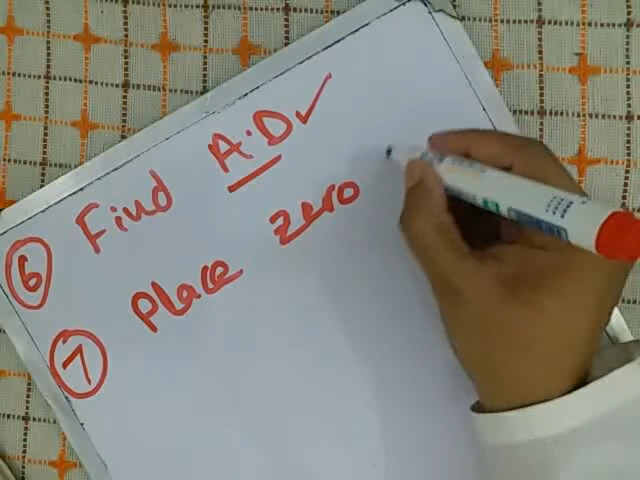 ⑥ Find A.D ✓
⑦ Place zero